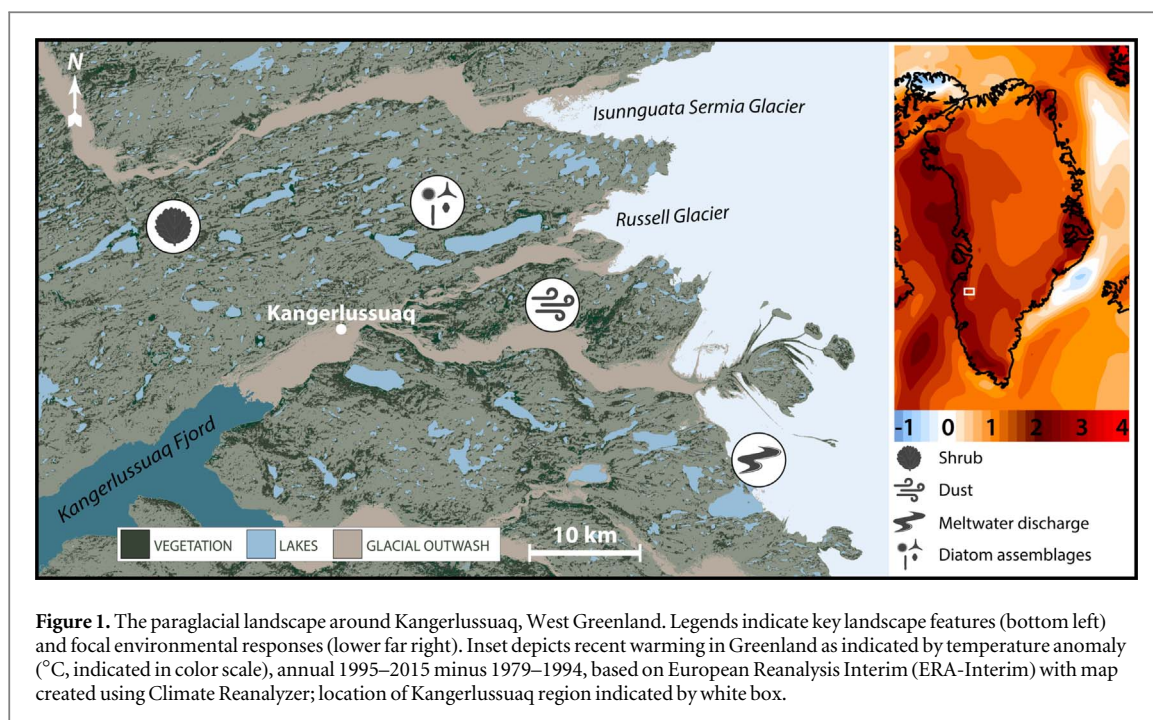 N
Isunnguata Sermia Glacier
Russell Glacier
Kangerlussuaq
Kangerlussuaq Fjord
VEGETATION LAKES GLACIAL OUTWASH
10 km
-1 0 1 2 3 4
Shrub
Dust
Meltwater discharge
Diatom assemblages
Figure 1. The paraglacial landscape around Kangerlussuaq, West Greenland. Legends indicate key landscape features (bottom left)
and focal environmental responses (lower far right). Inset depicts recent warming in Greenland as indicated by temperature anomaly
(°C, indicated in color scale), annual 1995–2015 minus 1979–1994, based on European Reanalysis Interim (ERA-Interim) with map
created using Climate Reanalyzer; location of Kangerlussuaq region indicated by white box.